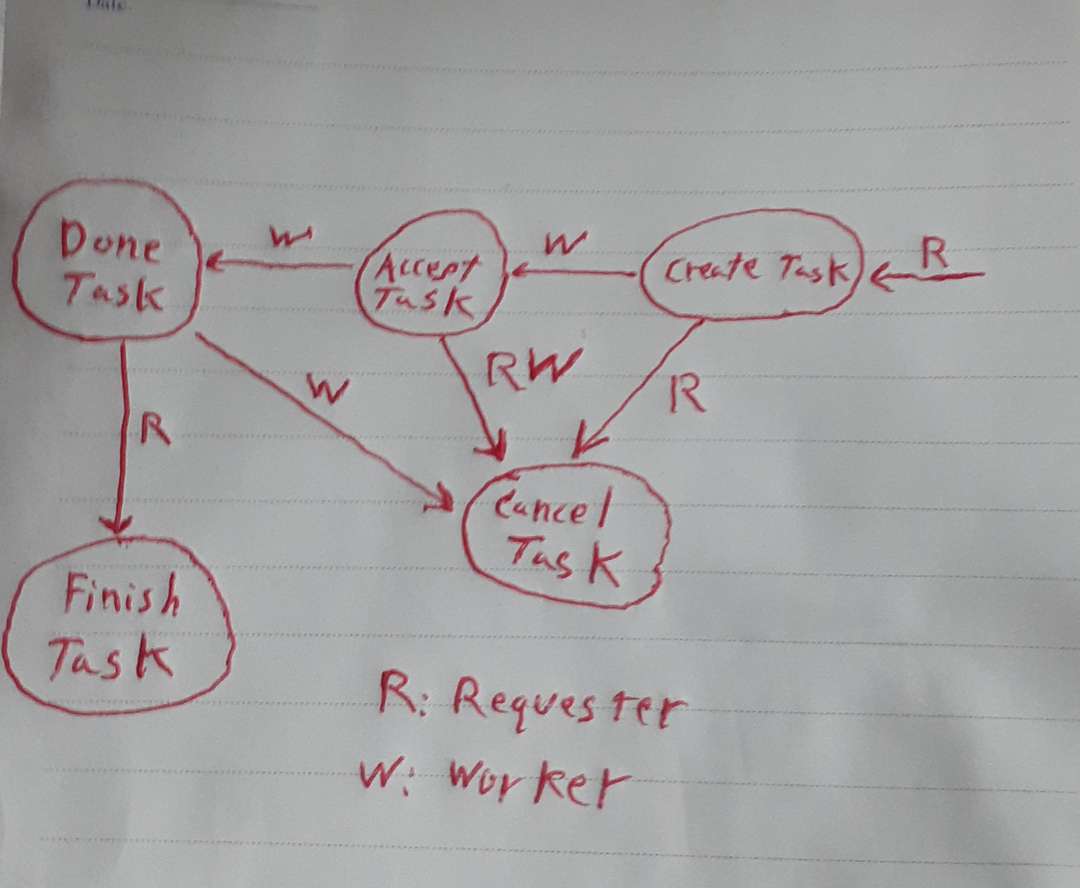 Date
R
W
W
Done
Task
Accept
Task
Create Task
RW
R
W
R
Cancel
Task
Finish
Task
R: Requester
W: Worker